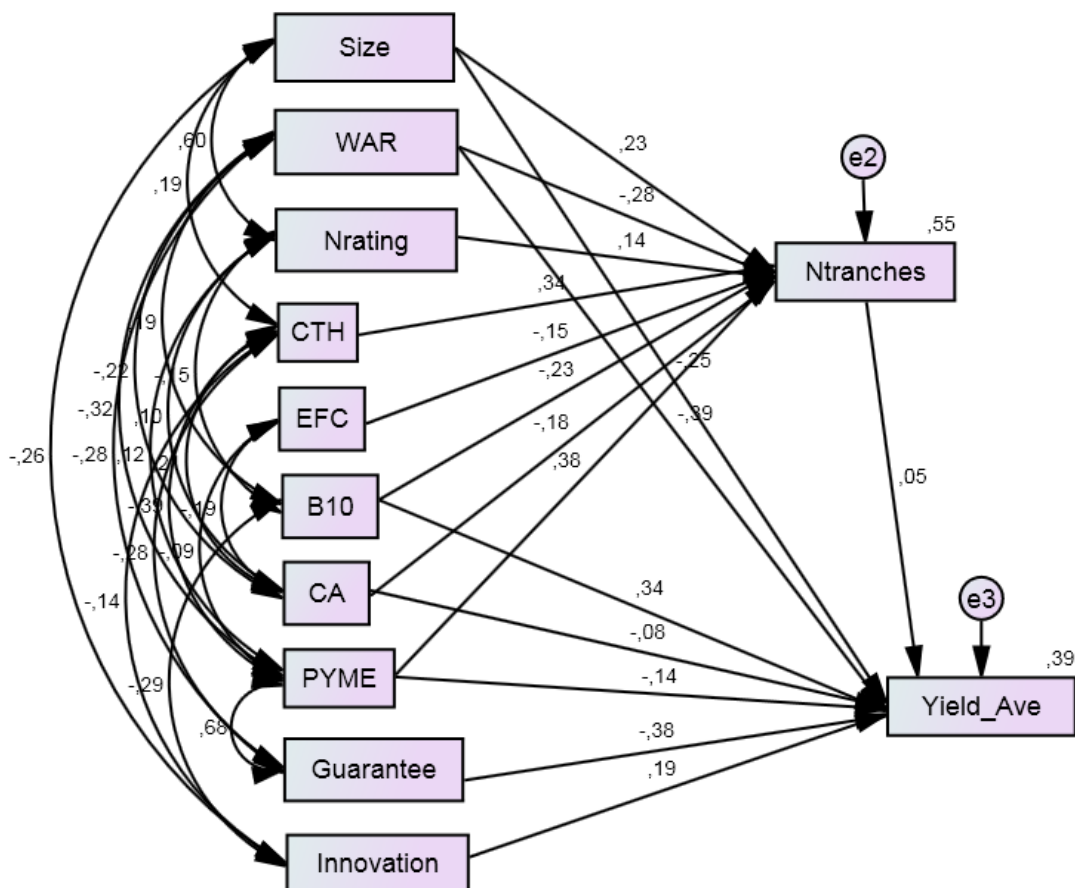 Size
WAR
Nrating
CTH
EFC
B10
CA
PYME
Guarantee
Innovation
,60
,19
-,19
-,22
-,15
-,32
,10
-,26
-,28
,12
-,39
-,19
-,28
-,09
-,14
-,29
,68
,23
-,28
,14
,34
-,15
-,23
-,25
-,18
-,39
,38
e2
,55
Ntranches
,05
,34
-,08
-,14
-,38
,19
e3
,39
Yield_Ave